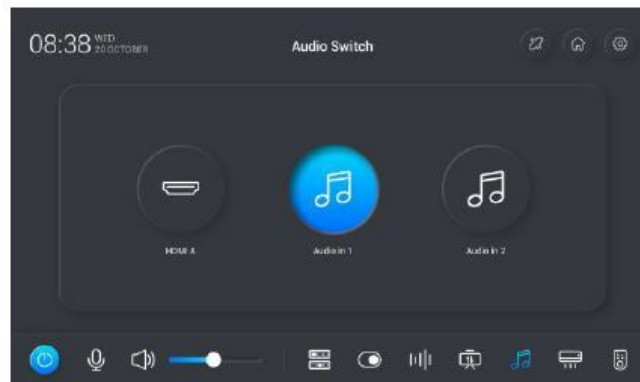 08:38 WED
20 OCTOBER
Audio Switch
HDMI A
Audio in 1
Audio in 2